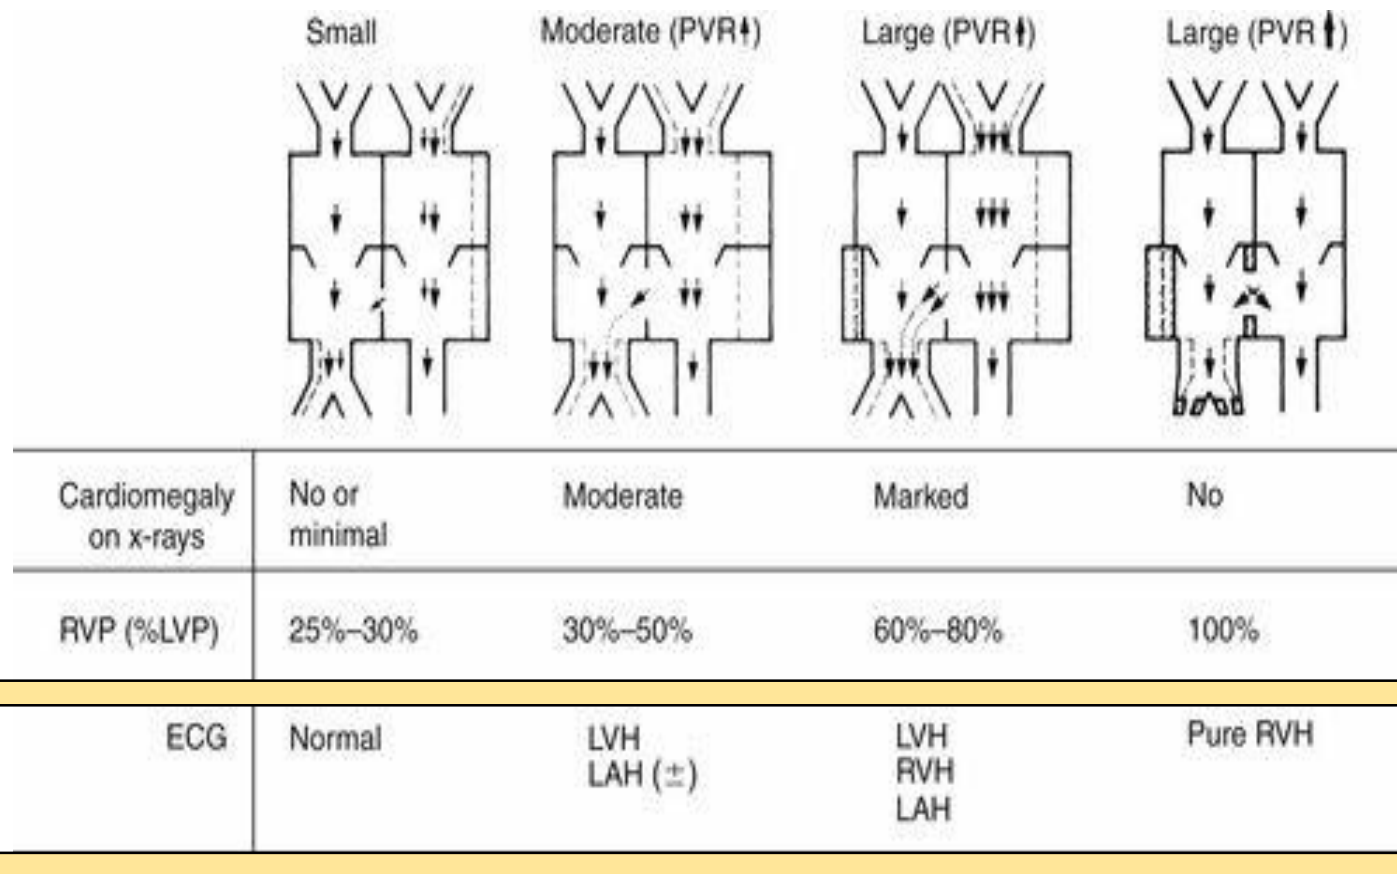 Small
Moderate (PVR⬆)
Large (PVR⬆)
Large (PVR⬆)
Cardiomegaly
on x-rays
No or
minimal
Moderate
Marked
No
RVP (%LVP)
25%–30%
30%–50%
60%–80%
100%
ECG
Normal
LVH
LAH (±)
LVH
RVH
LAH
Pure RVH